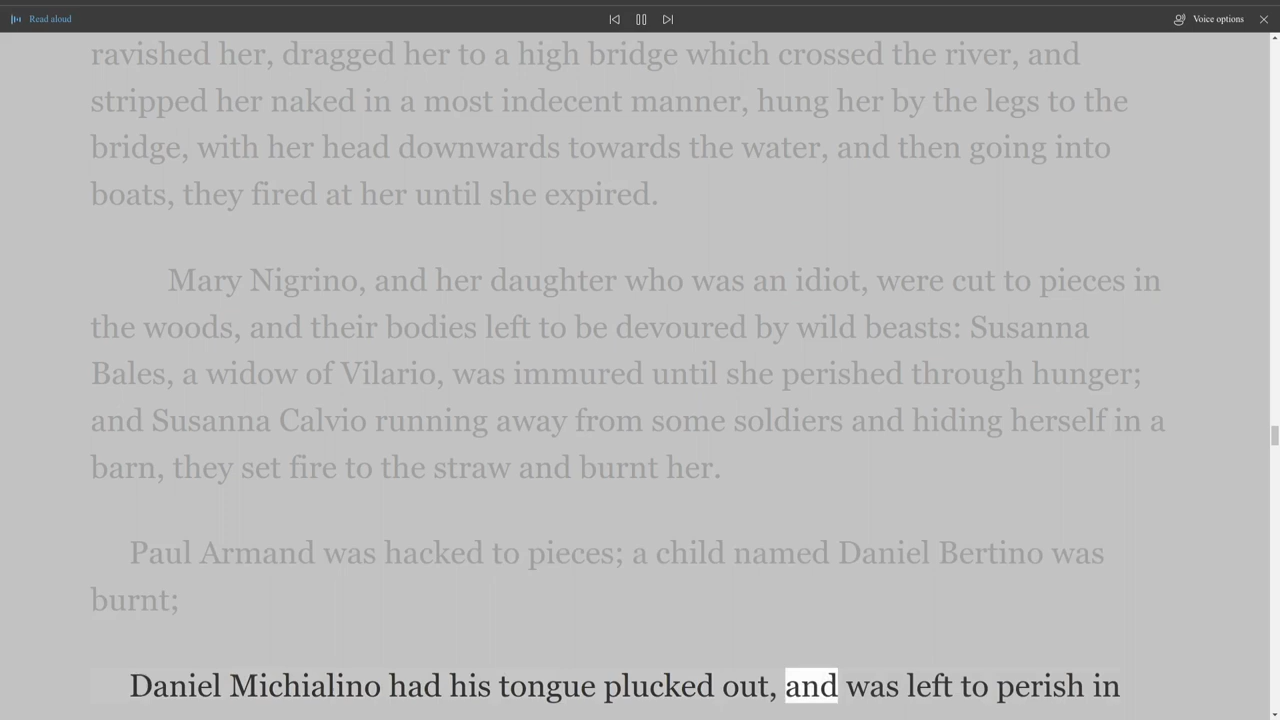 Read aloud
Voice options
ravished her, dragged her to a high bridge which crossed the river, and
stripped her naked in a most indecent manner, hung her by the legs to the
bridge, with her head downwards towards the water, and then going into
boats, they fired at her until she expired.
Mary Nigrino, and her daughter who was an idiot, were cut to pieces in
the woods, and their bodies left to be devoured by wild beasts: Susanna
Bales, a widow of Vilario, was immured until she perished through hunger;
and Susanna Calvio running away from some soldiers and hiding herself in a
barn, they set fire to the straw and burnt her.
Paul Armand was hacked to pieces; a child named Daniel Bertino was
burnt;
Daniel Michialino had his tongue plucked out, and was left to perish in